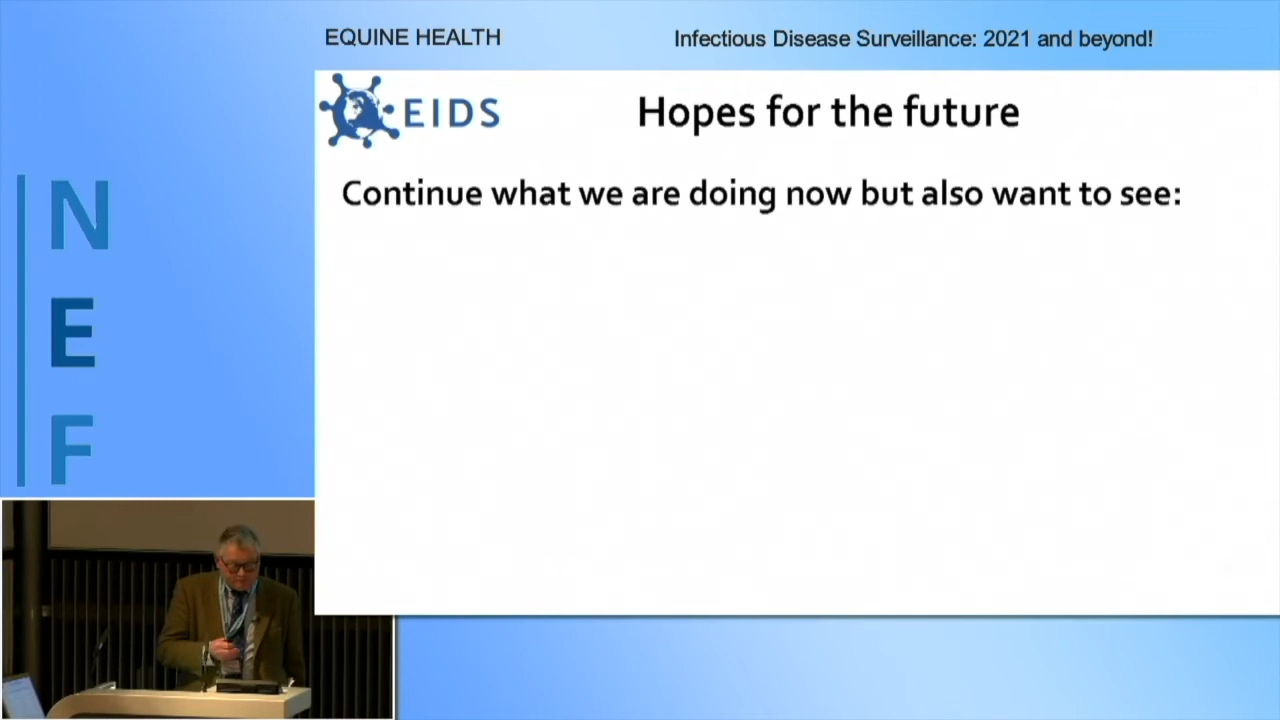 EQUINE HEALTH
Infectious Disease Surveillance: 2021 and beyond!
EIDS
Hopes for the future
Continue what we are doing now but also want to see:
N
E
F